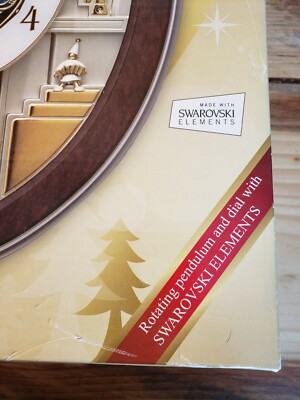 4
MADE WITH
SWAROVSKI
ELEMENTS
Rotating pendulum and dial with
SWAROVSKI ELEMENTS